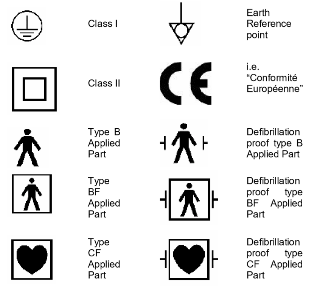 Class I
Earth
Reference
point
Class II
CE
i.e.
“Conformité
Européenne”
Type B
Applied
Part
Defibrillation
proof type B
Applied Part
Type
BF
Applied
Part
Defibrillation
proof type
BF Applied
Part
Type
CF
Applied
Part
Defibrillation
proof type
CF Applied
Part